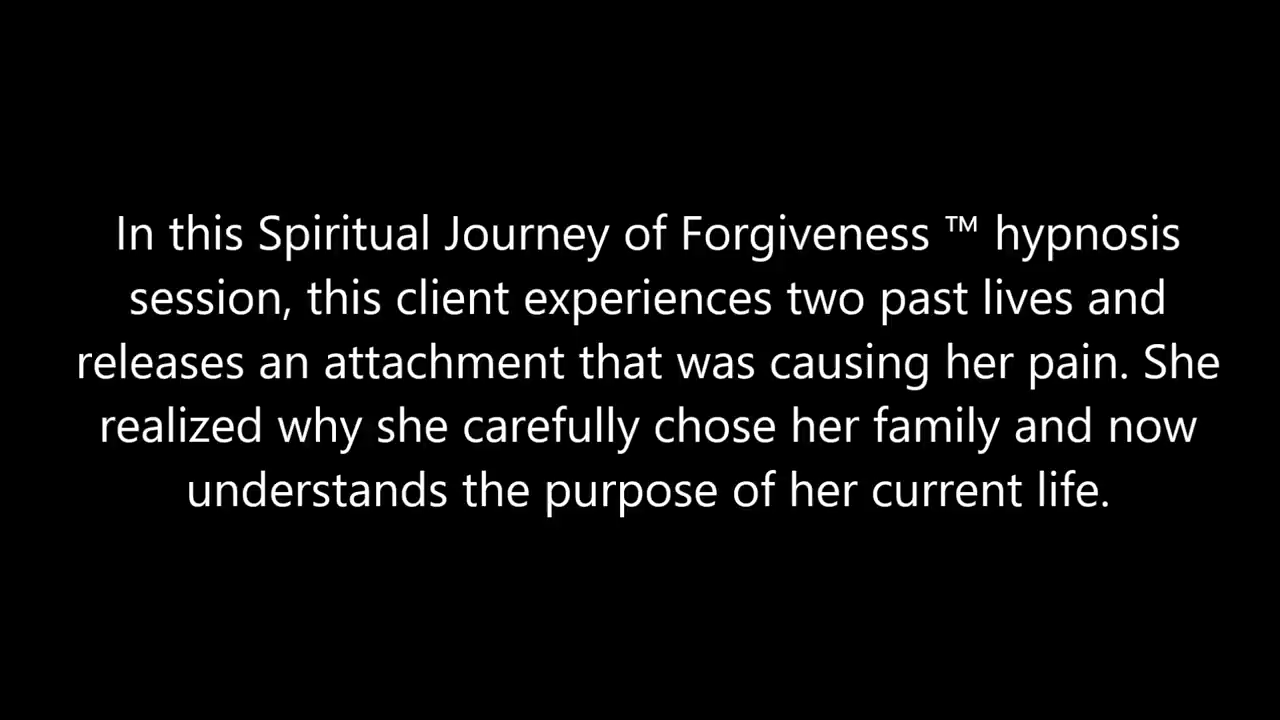 In this Spiritual Journey of Forgiveness ™ hypnosis
session, this client experiences two past lives and
releases an attachment that was causing her pain. She
realized why she carefully chose her family and now
understands the purpose of her current life.